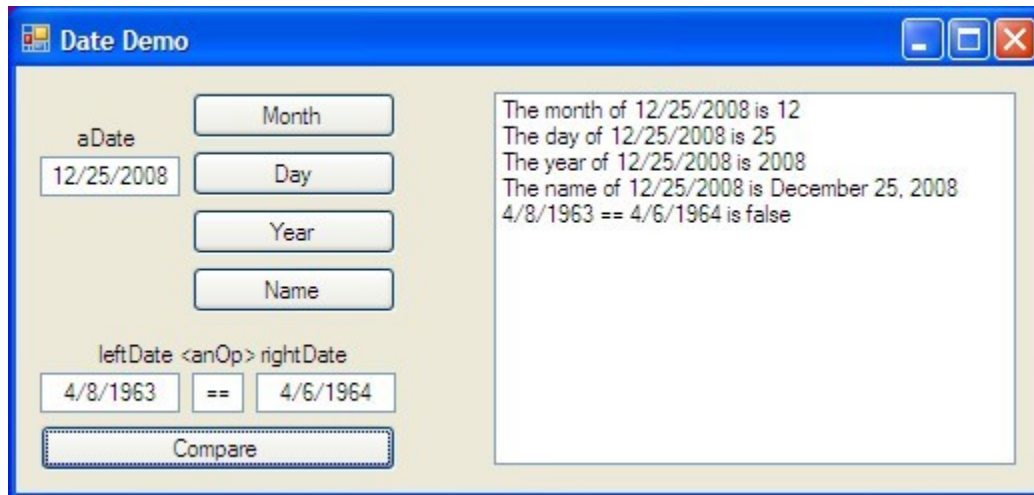 Date Demo
aDate
12/25/2008
Month
Day
Year
Name
leftDate <anOp> rightDate
4/8/1963 == 4/6/1964
Compare
The month of 12/25/2008 is 12
The day of 12/25/2008 is 25
The year of 12/25/2008 is 2008
The name of 12/25/2008 is December 25, 2008
4/8/1963 == 4/6/1964 is false